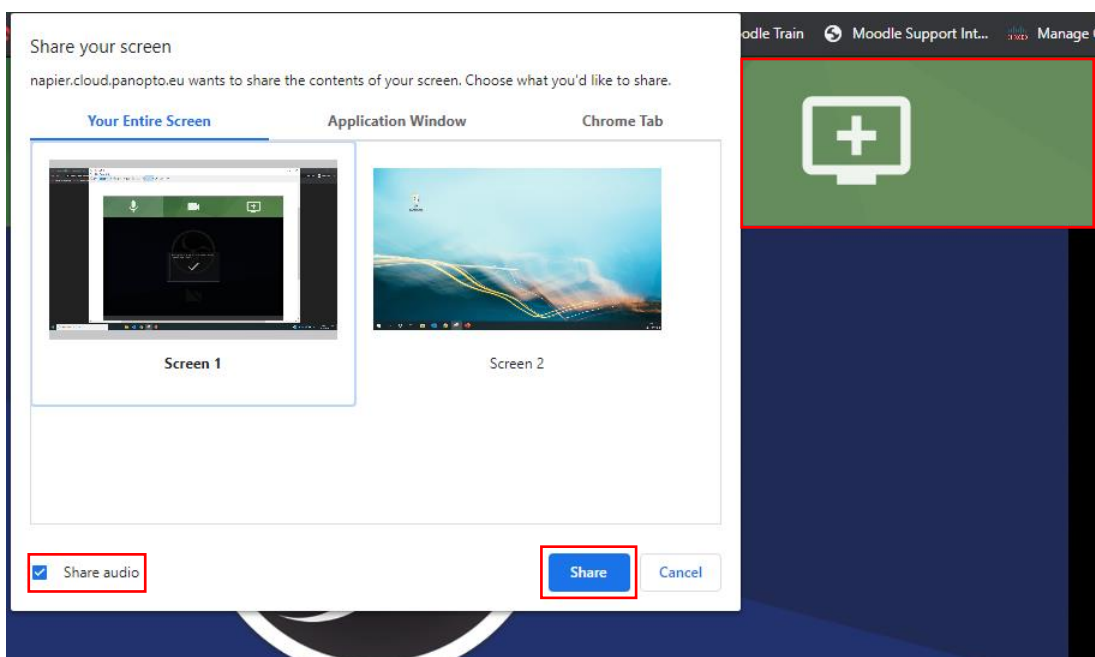 odle Train Moodle Support Int... Manage
Share your screen
napier.cloud.panopto.eu wants to share the contents of your screen. Choose what you'd like to share.
Your Entire Screen Application Window Chrome Tab
Screen 1 Screen 2
Share audio Share Cancel